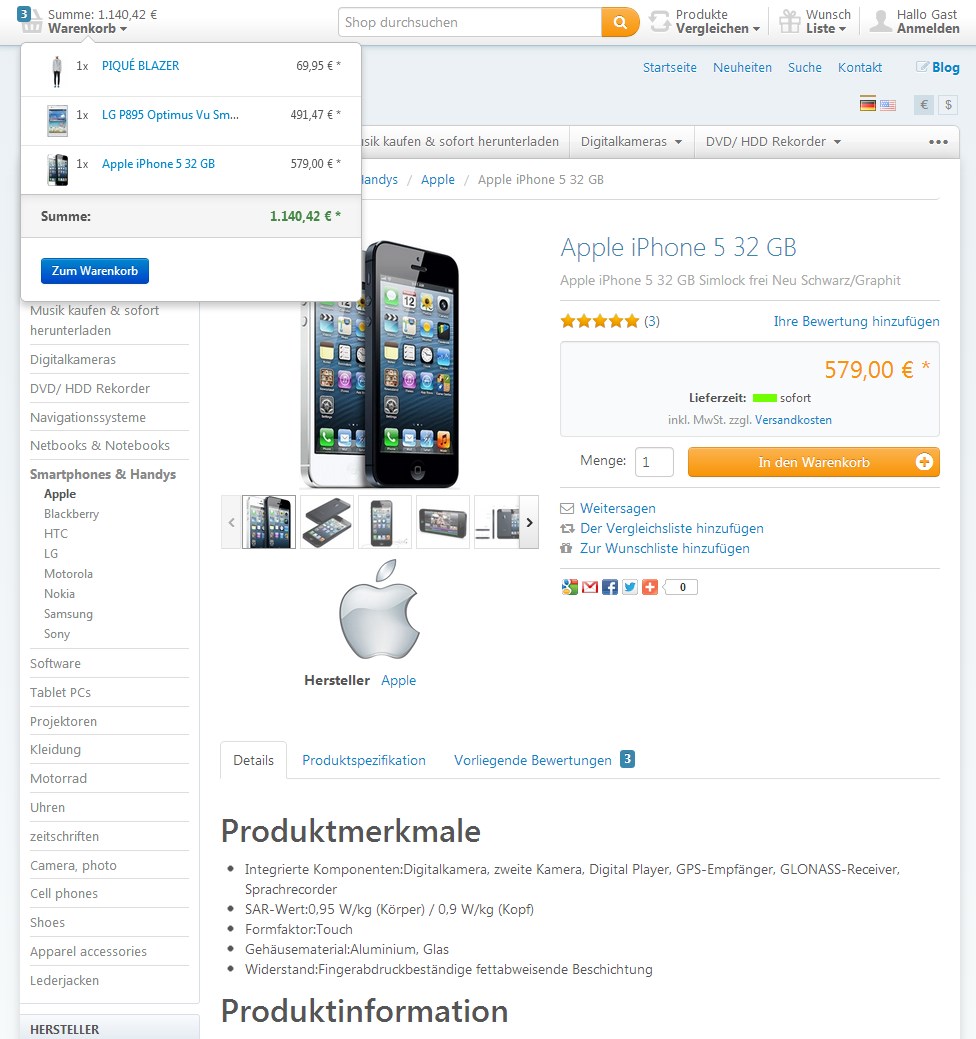 3
Summe: 1.140,42 €
Warenkorb
Shop durchsuchen
Produkte
Vergleichen
Wunsch
Liste
Hallo Gast
Anmelden
1x PIQUÉ BLAZER 69,95 € *
1x LG P895 Optimus Vu Sm... 491,47 € *
1x Apple iPhone 5 32 GB 579,00 € *
Summe: 1.140,42 € *
Zum Warenkorb
Startseite Neuheiten Suche Kontakt Blog
€ $
kaufen & sofort herunterladen Digitalkameras DVD/ HDD Rekorder •••
/ Apple / Apple iPhone 5 32 GB
Musik kaufen & sofort
herunterladen
Digitalkameras
DVD/ HDD Rekorder
Navigationssysteme
Netbooks & Notebooks
Smartphones & Handys
Apple
Blackberry
HTC
LG
Motorola
Nokia
Samsung
Sony
Software
Tablet PCs
Projektoren
Kleidung
Motorrad
Uhren
zeitschriften
Camera, photo
Cell phones
Shoes
Apparel accessories
Lederjacken
HERSTELLER
Apple iPhone 5 32 GB
Apple iPhone 5 32 GB Simlock frei Neu Schwarz/Graphit
(3) Ihre Bewertung hinzufügen
579,00 € *
Lieferzeit: sofort
inkl. MwSt. zzgl. Versandkosten
Menge: 1 In den Warenkorb
Weitersagen
Der Vergleichsliste hinzufügen
Zur Wunschliste hinzufügen
0
Hersteller Apple
Details Produktspezifikation Vorliegende Bewertungen 3
Produktmerkmale
• Integrierte Komponenten:Digitalkamera, zweite Kamera, Digital Player, GPS-Empfänger, GLONASS-Receiver,
Sprachrecorder
• SAR-Wert:0,95 W/kg (Körper) / 0,9 W/kg (Kopf)
• Formfaktor:Touch
• Gehäusematerial:Aluminium, Glas
• Widerstand:Fingerabdruckbeständige fettabweisende Beschichtung
Produktinformation